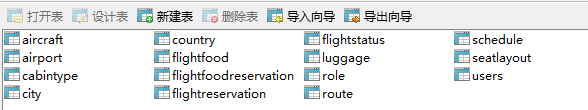 打开表 设计表 新建表 删除表 导入向导 导出向导
aircraft country flightstatus schedule
airport flightfood luggage seatlayout
cabintype flightfoodreservation role users
city flightreservation route